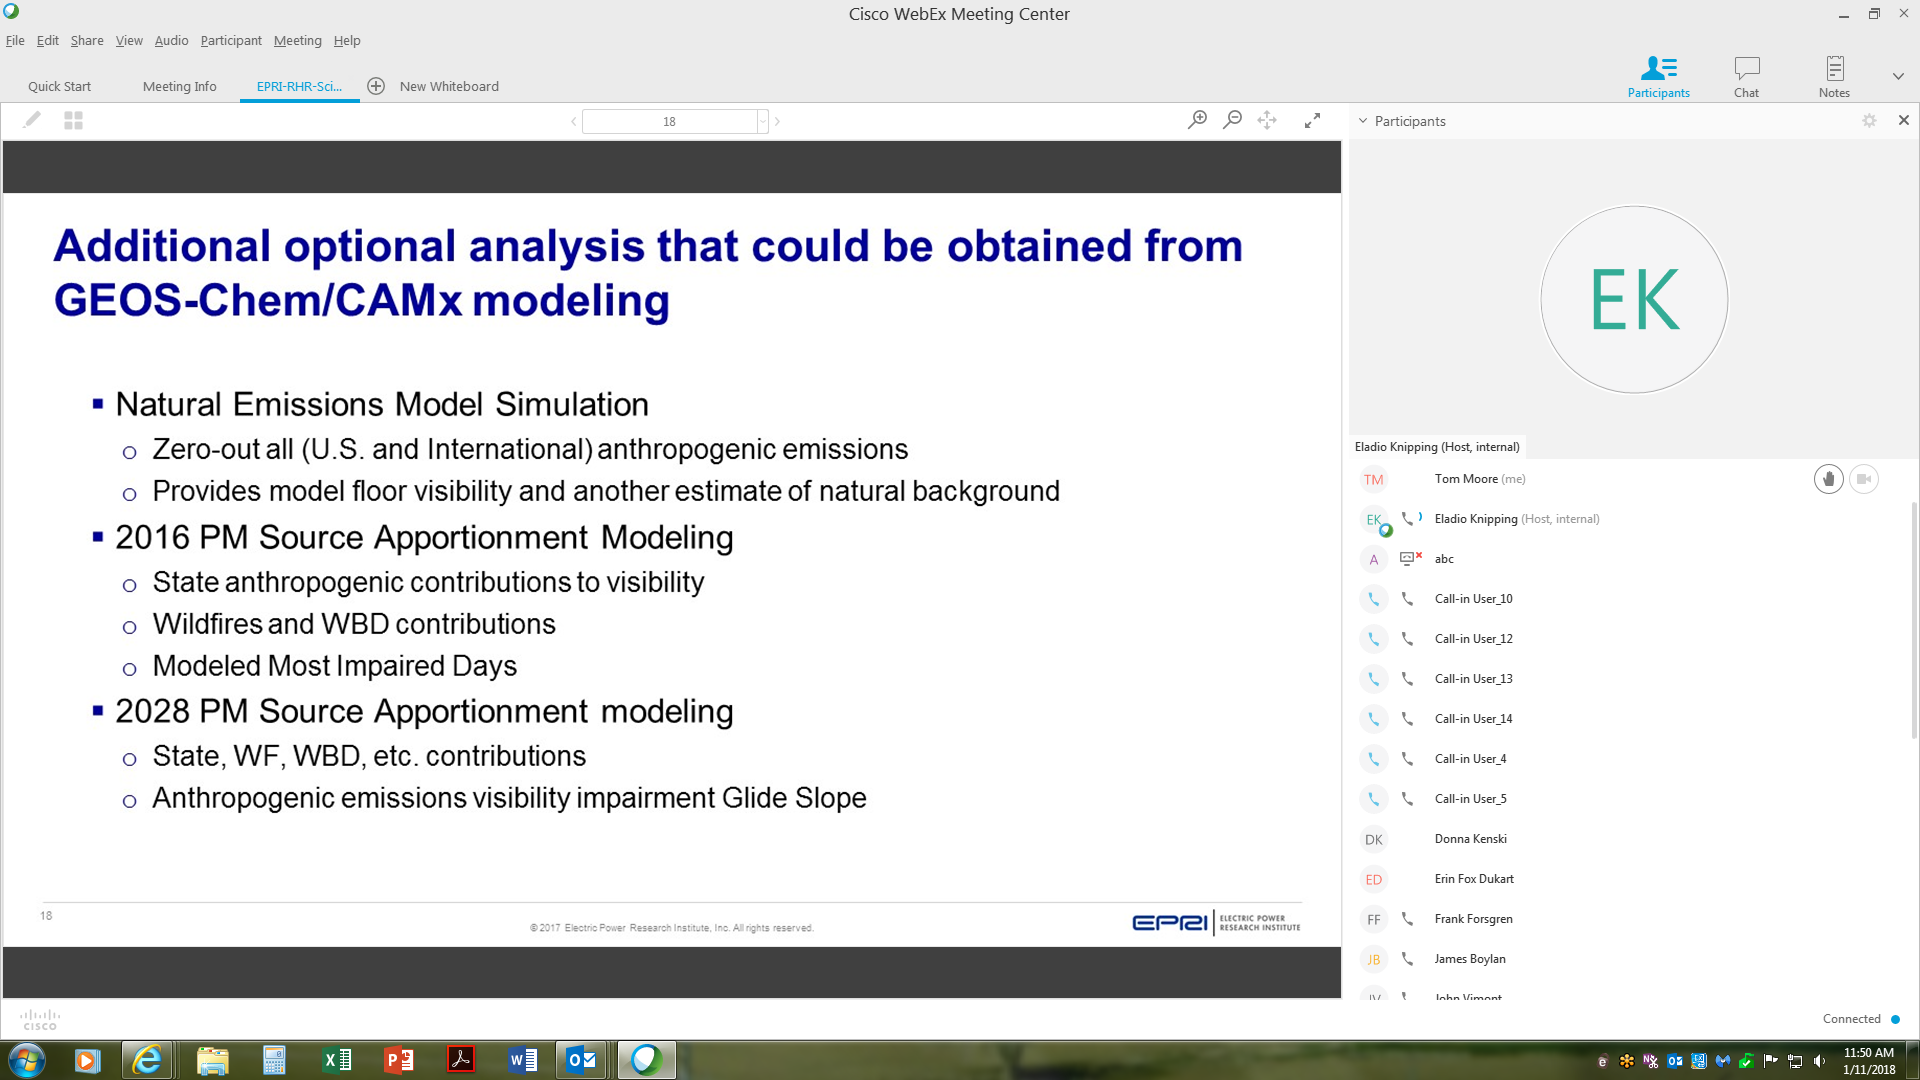 Cisco WebEx Meeting Center
File Edit Share View Audio Participant Meeting Help
Quick Start Meeting Info EPRI-RHR-Sci... New Whiteboard
Participants Chat Notes
18
Participants
Additional optional analysis that could be obtained from
GEOS-Chem/CAMx modeling
Natural Emissions Model Simulation
Zero-out all (U.S. and International) anthropogenic emissions
Provides model floor visibility and another estimate of natural background
2016 PM Source Apportionment Modeling
State anthropogenic contributions to visibility
Wildfires and WBD contributions
Modeled Most Impaired Days
2028 PM Source Apportionment modeling
State, WF, WBD, etc. contributions
Anthropogenic emissions visibility impairment Glide Slope
18
© 2017 Electric Power Research Institute, Inc. All rights reserved.
EPRI ELECTRIC POWER
RESEARCH INSTITUTE
EK
Eladio Knipping (Host, internal)
TM Tom Moore (me)
EK Eladio Knipping (Host, internal)
A abc
Call-in User_10
Call-in User_12
Call-in User_13
Call-in User_14
Call-in User_4
Call-in User_5
DK Donna Kenski
ED Erin Fox Dukart
FF Frank Forsgren
JB James Boylan
JV John Vimont
CISCO
Connected
11:50 AM
1/11/2018